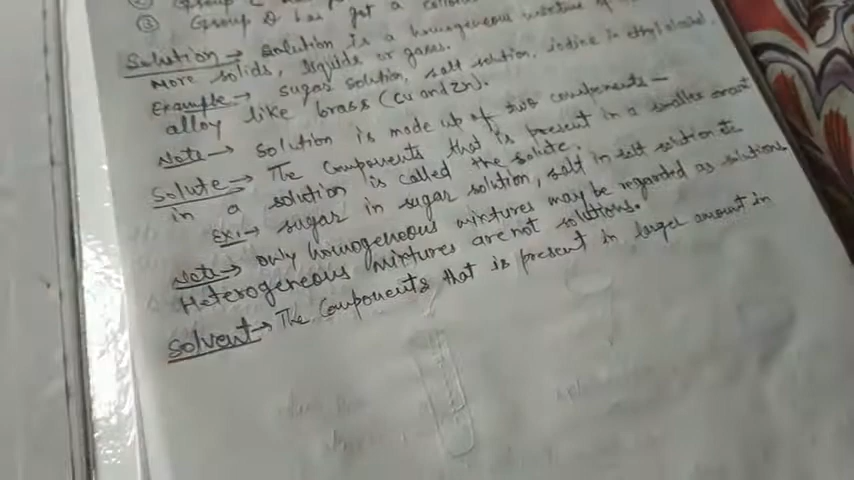 ② Group
③ Group D has got a
Solution → Solution is a homogeneous mixture of
more solids, liquids or gases.
Example → sugar solution, salt solution, iodine in ethyl alcohol,
alloy like brass (Cu and Zn).
Note → Solution is made up of two components –
Solute → The components that is present in a smaller amount
in a solution is called the solute.
Ex:→ sugar in sugar solution, salt in salt solution etc
Note → only homogeneous mixtures may be regarded as solutions.
Heterogeneous mixtures are not solutions.
Solvent → The components that is present in larger amount in